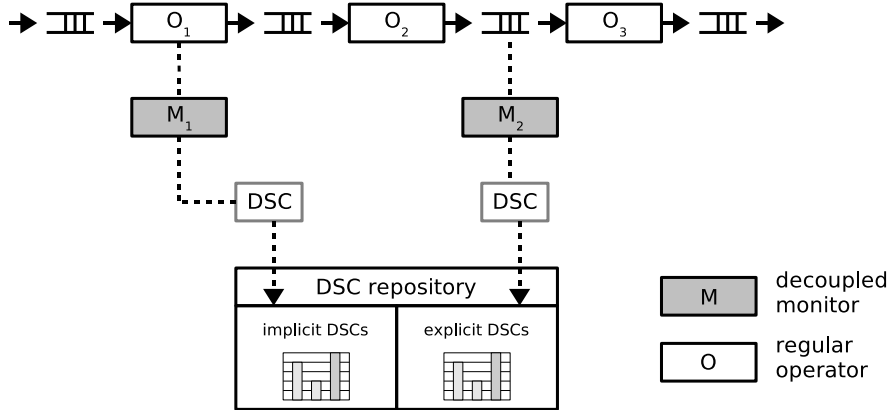 O1
O2
O3
M1
M2
DSC
DSC
DSC repository
implicit DSCs
explicit DSCs
M
decoupled
monitor
O
regular
operator